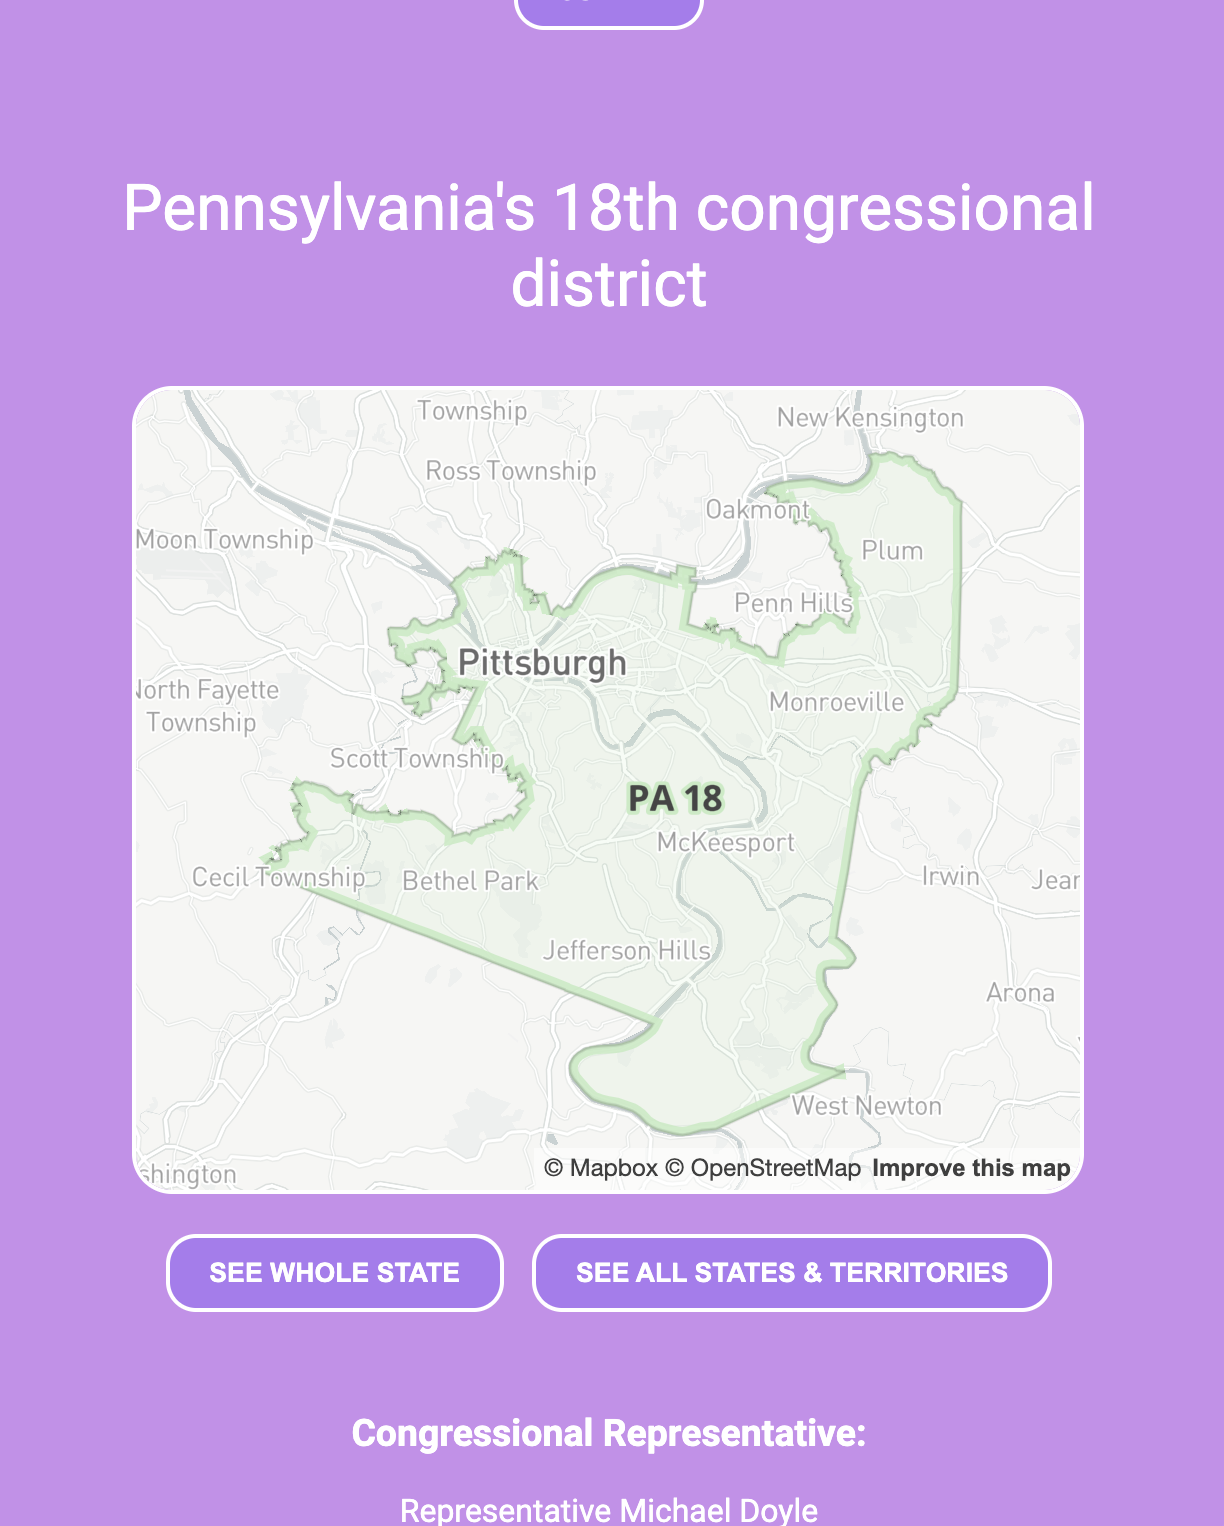 Pennsylvania's 18th congressional
district
Township
New Kensington
Ross Township
Oakmont
Moon Township
Plum
Penn Hills
Pittsburgh
North Fayette
Township
Monroeville
Scott Township
PA 18
McKeesport
Cecil Township
Bethel Park
Irwin
Jear
Jefferson Hills
Arona
West Newton
shington
© Mapbox © OpenStreetMap Improve this map
SEE WHOLE STATE
SEE ALL STATES & TERRITORIES
Congressional Representative:
Representative Michael Doyle